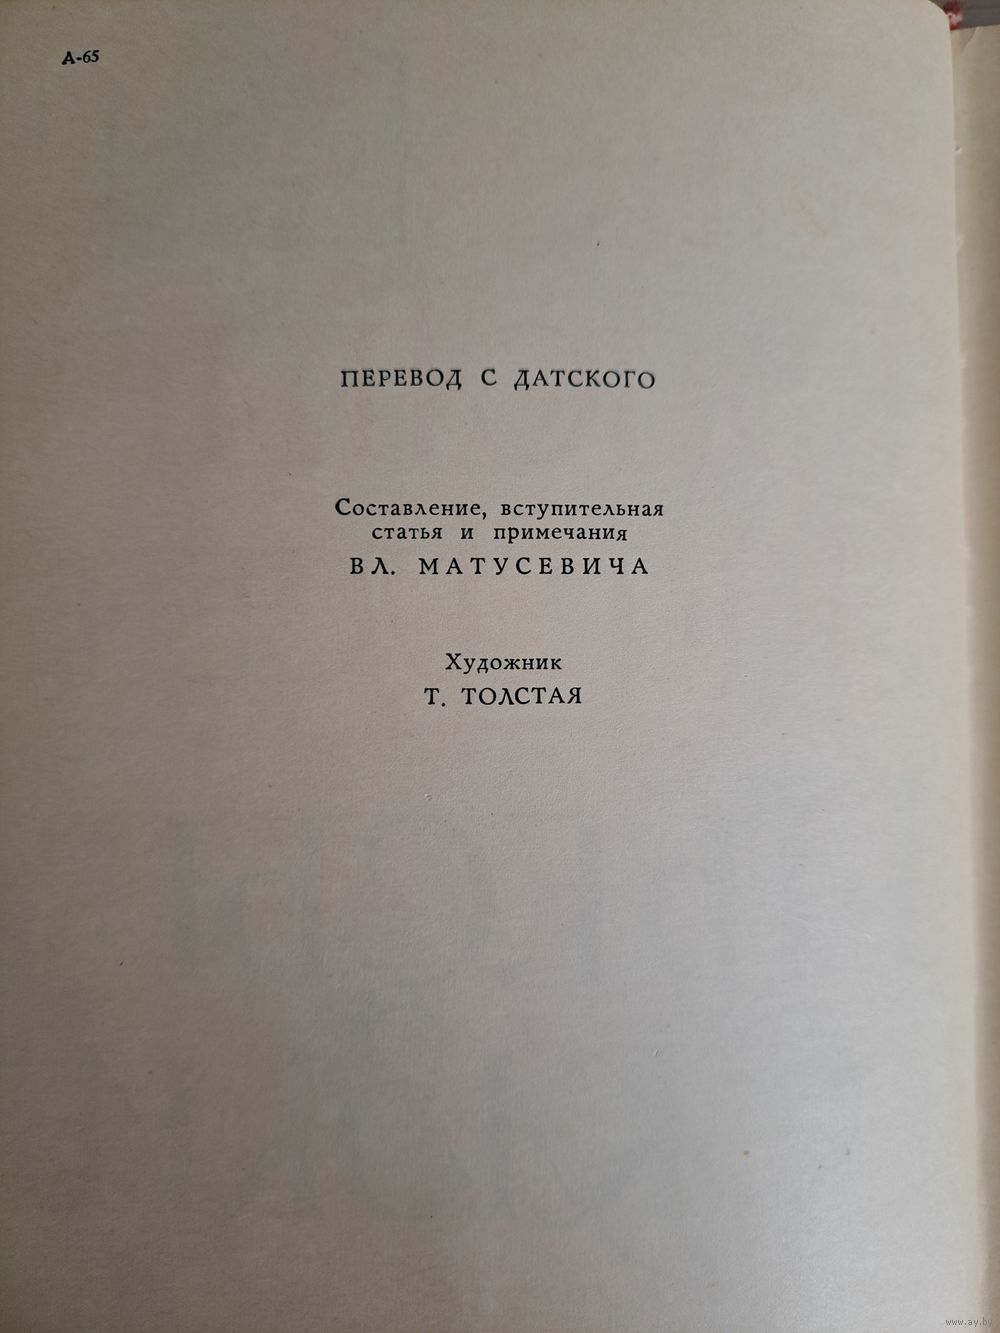 А-65
ПЕРЕВОД С ДАТСКОГО
Составление, вступительная
статья и примечания
ВЛ. МАТУСЕВИЧА
Художник
Т. ТОЛСТАЯ
www.ay.by